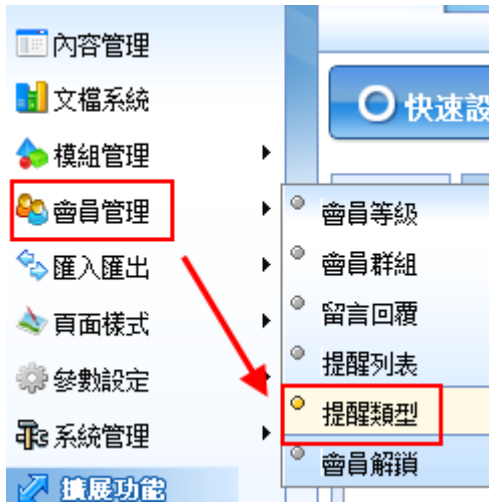 內容管理
文檔系統
模組管理
會員管理
匯入匯出
頁面樣式
參數設定
系統管理
擴展功能
快速設
會員等級
會員群組
留言回覆
提醒列表
提醒類型
會員解鎖